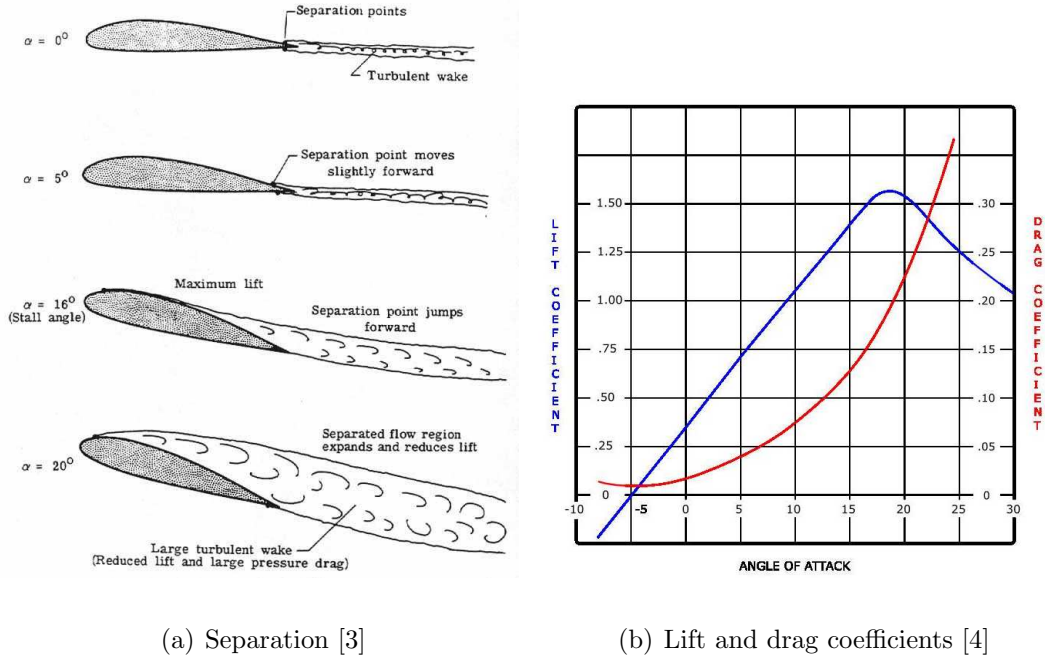 Separation points
α = 0°
Turbulent wake
Separation point moves
slightly forward
α = 5°
Maximum lift
α = 16°
(Stall angle)
Separation point jumps
forward
Separated flow region
expands and reduces lift
α = 20°
Large turbulent wake
(Reduced lift and large pressure drag)
(a) Separation [3]
LIFT COEFFICIENT
1.50
1.25
1.00
.75
.50
.25
0
.30
.25
.20
.15
.10
.05
0
DRAG COEFFICIENT
-10 -5 0 5 10 15 20 25 30
ANGLE OF ATTACK
(b) Lift and drag coefficients [4]